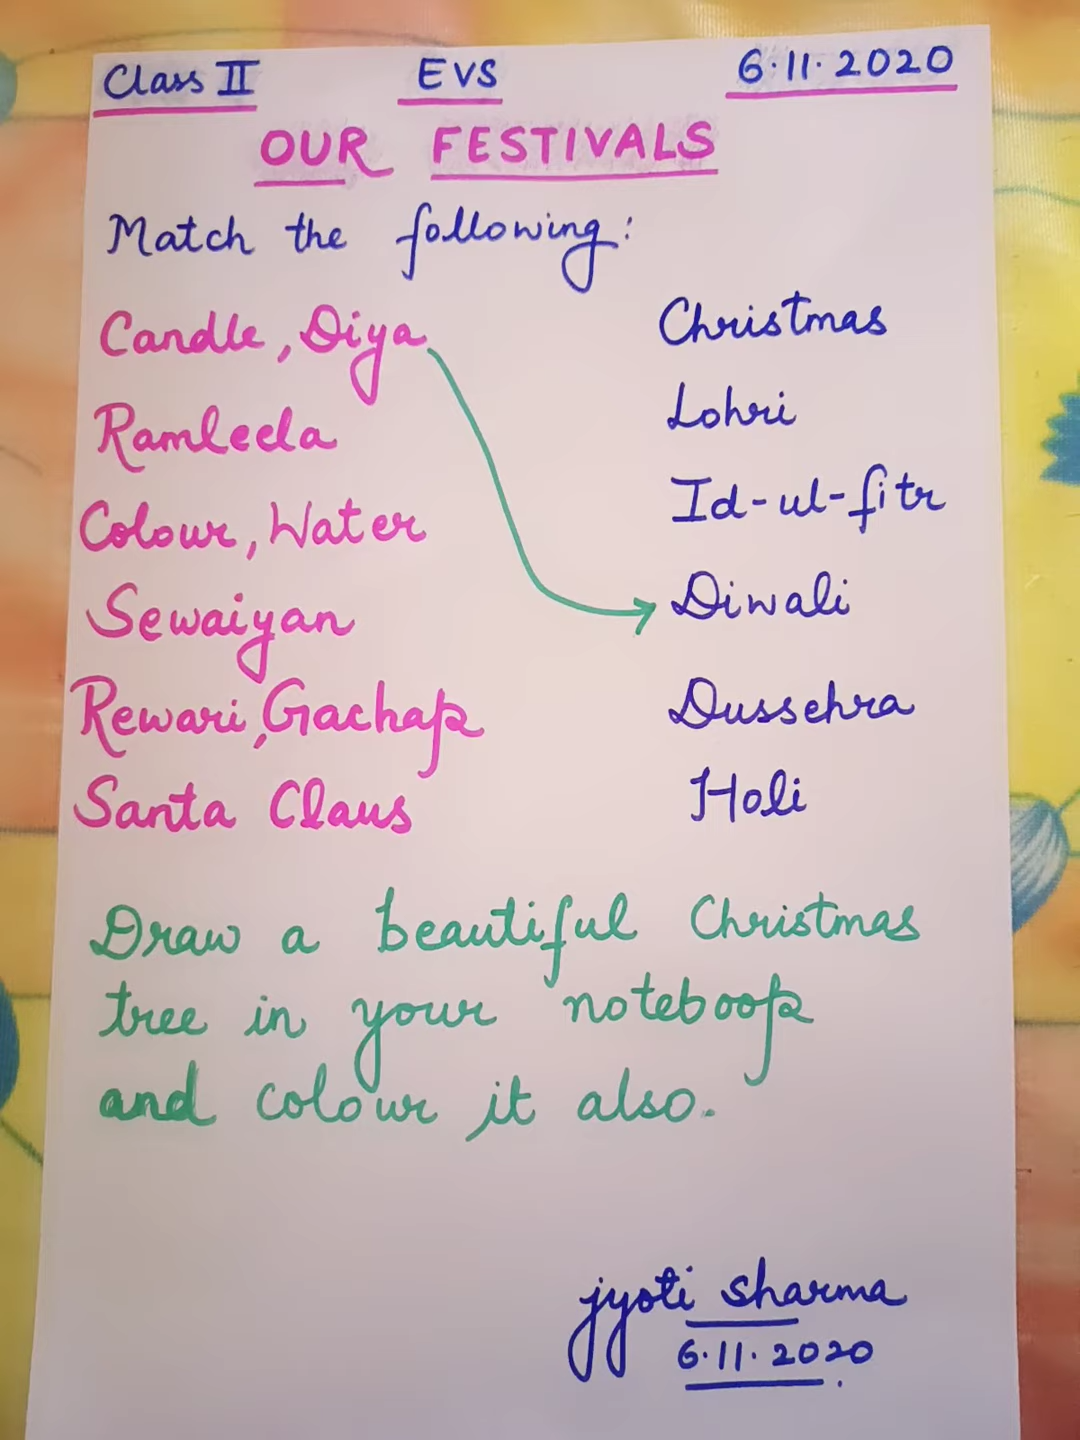 Class II EVS 6.11.2020
OUR FESTIVALS
Match the following:
Candle, Diya Christmas
Ramleela Lohri
Colour, Water Id-ul-fitr
Sewaiyan Diwali
Rewari, Gachak Dussehra
Santa Claus Holi
Draw a beautiful Christmas
tree in your notebook
and colour it also.
jyoti sharma
6.11.2020